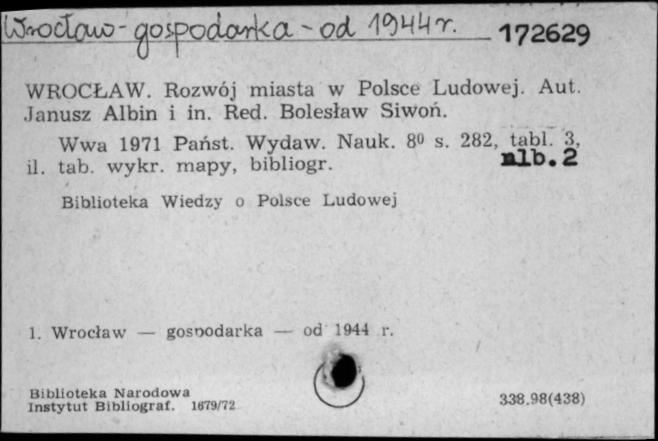 Wrocław - gospodarka - od 1944 r. 172629
WROCŁAW. Rozwój miasta w Polsce Ludowej. Aut.
Janusz Albin i in. Red. Bolesław Siwoń.
Wwa 1971 Państ. Wydaw. Nauk. 8⁰ s. 282, tabl. 3,
il. tab. wykr. mapy, bibliogr. nlb. 2
Biblioteka Wiedzy o Polsce Ludowej
1. Wrocław — gospodarka — od 1944 r.
Biblioteka Narodowa
Instytut Bibliograf. 1679/72 338.98(438)